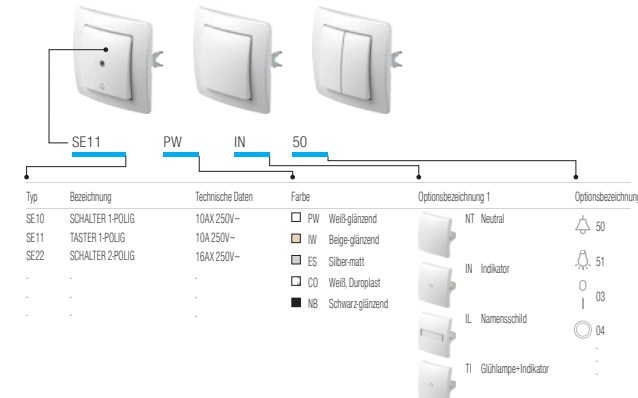 SE11 PW IN 50
Typ Bezeichnung Technische Daten Farbe Optionsbezeichnung 1 Optionsbezeichnung
SE10 SCHALTER 1-POLIG 10AX 250V~ PW Weiß-glänzend NT Neutral 50
SE11 TASTER 1-POLIG 10A 250V~ IW Beige-glänzend
SE22 SCHALTER 2-POLIG 16AX 250V~ ES Silber-matt IN Indikator 51
. . . CO Weiß, Duroplast 03
. . . NB Schwarz-glänzend
. . . IL Namensschild 04
.
.
TI Glühlampe+Indikator .